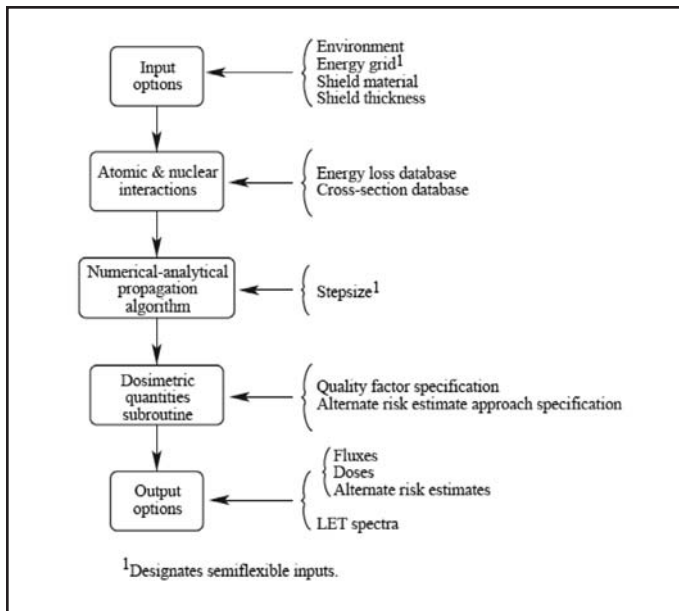 Input
options
Environment
Energy grid¹
Shield material
Shield thickness
Atomic & nuclear
interactions
Energy loss database
Cross-section database
Numerical-analytical
propagation
algorithm
Stepsize¹
Dosimetric
quantities
subroutine
Quality factor specification
Alternate risk estimate approach specification
Output
options
Fluxes
Doses
Alternate risk estimates
LET spectra
¹Designates semiflexible inputs.